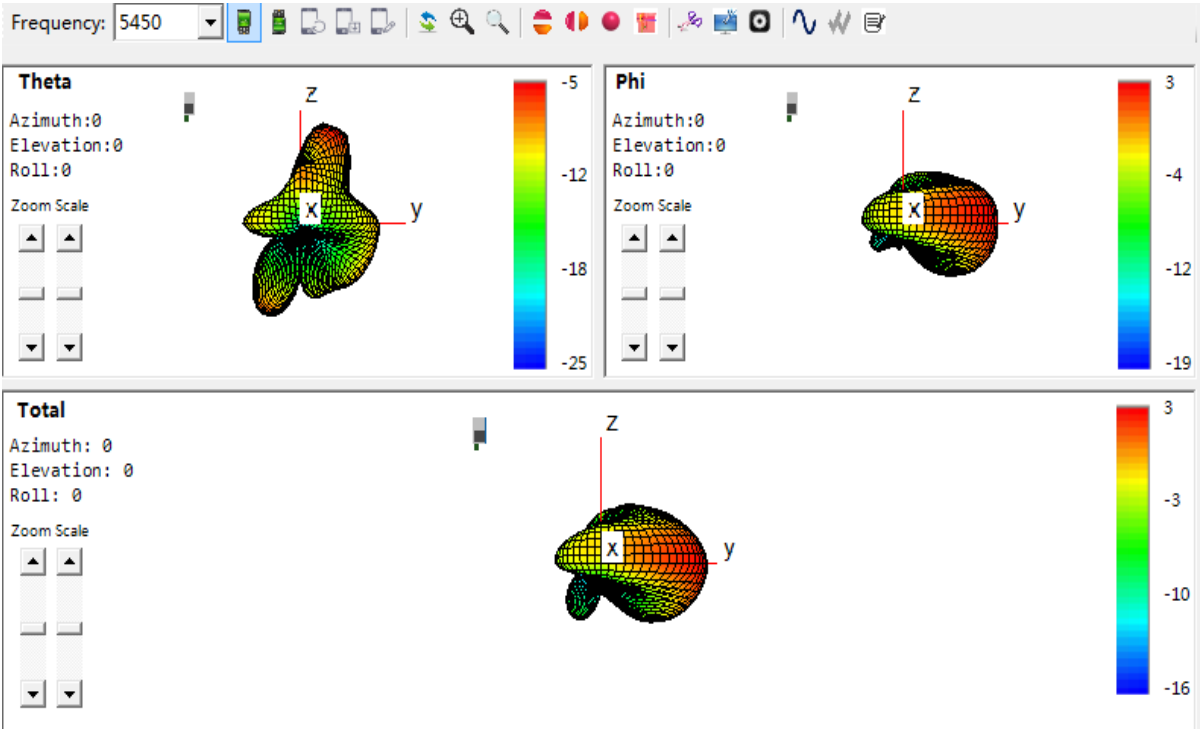 Frequency: 5450
Theta
Azimuth:0
Elevation:0
Roll:0
Zoom Scale
Z
X
y
-5
-12
-18
-25
Phi
Azimuth:0
Elevation:0
Roll:0
Zoom Scale
Z
X
y
3
-4
-12
-19
Total
Azimuth: 0
Elevation: 0
Roll: 0
Zoom Scale
Z
X
y
3
-3
-10
-16